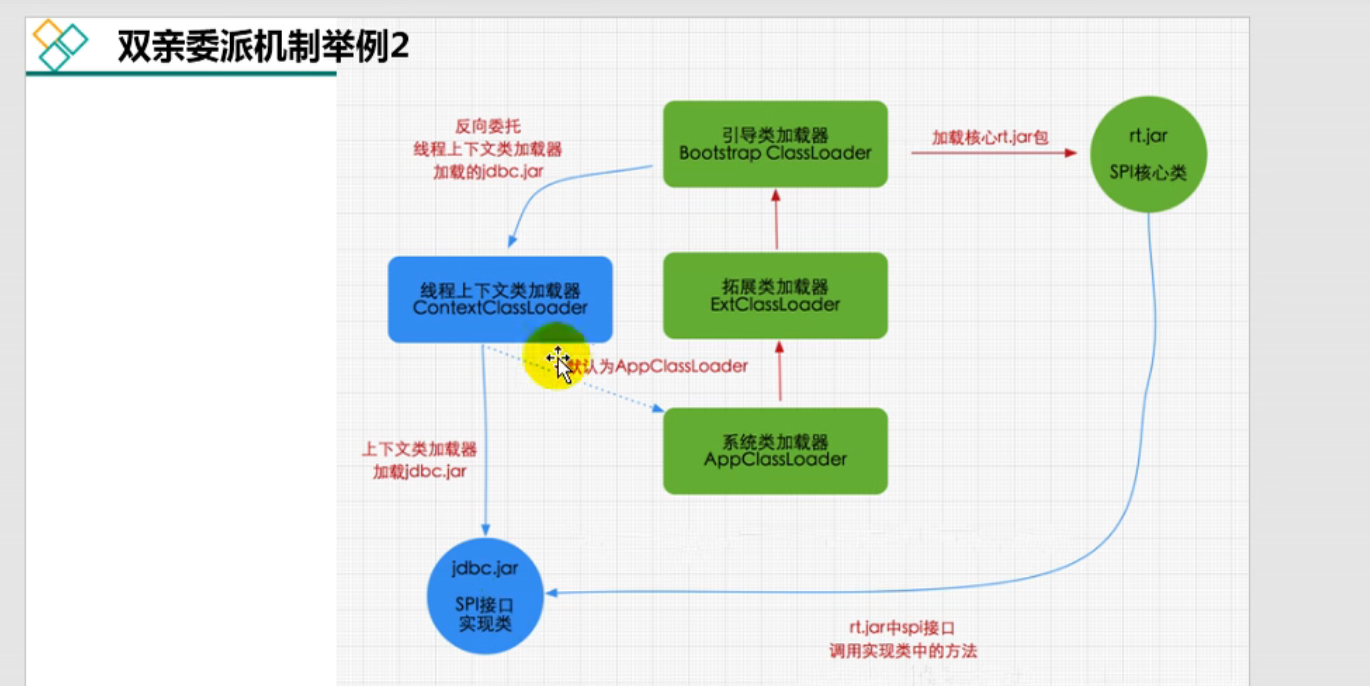 双亲委派机制举例2
反向委托
线程上下文类加载器
加载的jdbc.jar
引导类加载器
Bootstrap ClassLoader
加载核心rt.jar包
rt.jar
SPI核心类
线程上下文类加载器
ContextClassLoader
拓展类加载器
ExtClassLoader
默认为AppClassLoader
系统类加载器
AppClassLoader
上下文类加载器
加载jdbc.jar
jdbc.jar
SPI接口
实现类
rt.jar中spi接口
调用实现类中的方法